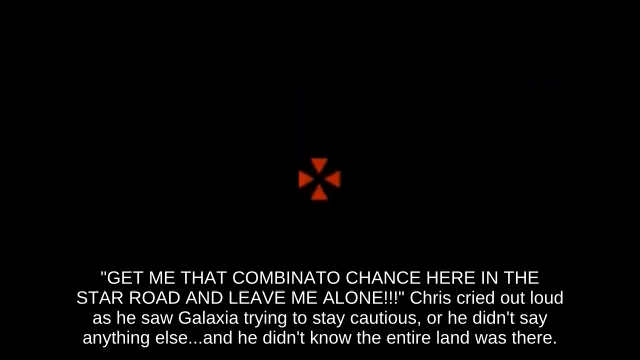 "GET ME THAT COMBINATO CHANCE HERE IN THE
STAR ROAD AND LEAVE ME ALONE!!!" Chris cried out loud
as he saw Galaxia trying to stay cautious, or he didn't say
anything else...and he didn't know the entire land was there.